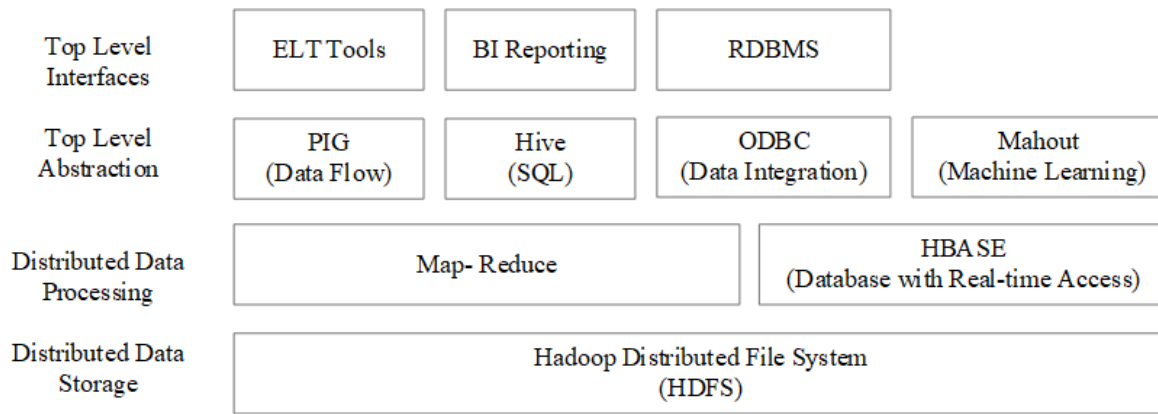 Top Level
Interfaces
ELT Tools
BI Reporting
RDBMS
Top Level
Abstraction
PIG
(Data Flow)
Hive
(SQL)
ODBC
(Data Integration)
Mahout
(Machine Learning)
Distributed Data
Processing
Map- Reduce
HBASE
(Database with Real-time Access)
Distributed Data
Storage
Hadoop Distributed File System
(HDFS)